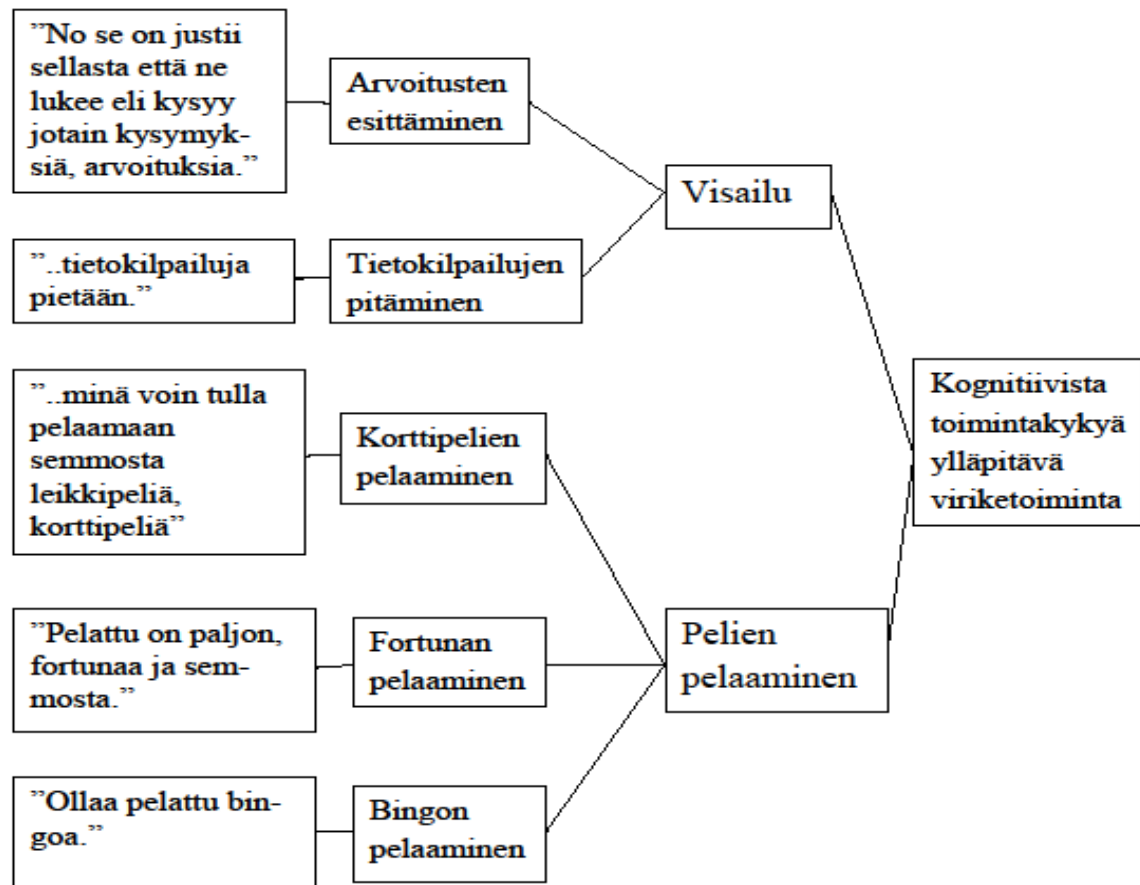 ”No se on justii
sellasta että ne
lukee eli kysyy
jotain kysymyk-
siä, arvoituksia.”
Arvoitusten
esittäminen
Visailu
”..tietokilpailuja
pietään.”
Tietokilpailujen
pitäminen
”..minä voin tulla
pelaamaan
semmosta
leikkipeliä,
korttipeliä”
Korttipelien
pelaaminen
Kognitiivista
toimintakykyä
ylläpitävä
viriketoiminta
”Pelattu on paljon,
fortunaa ja sem-
mosta.”
Fortunan
pelaaminen
Pelien
pelaaminen
”Ollaa pelattu bin-
goa.”
Bingon
pelaaminen